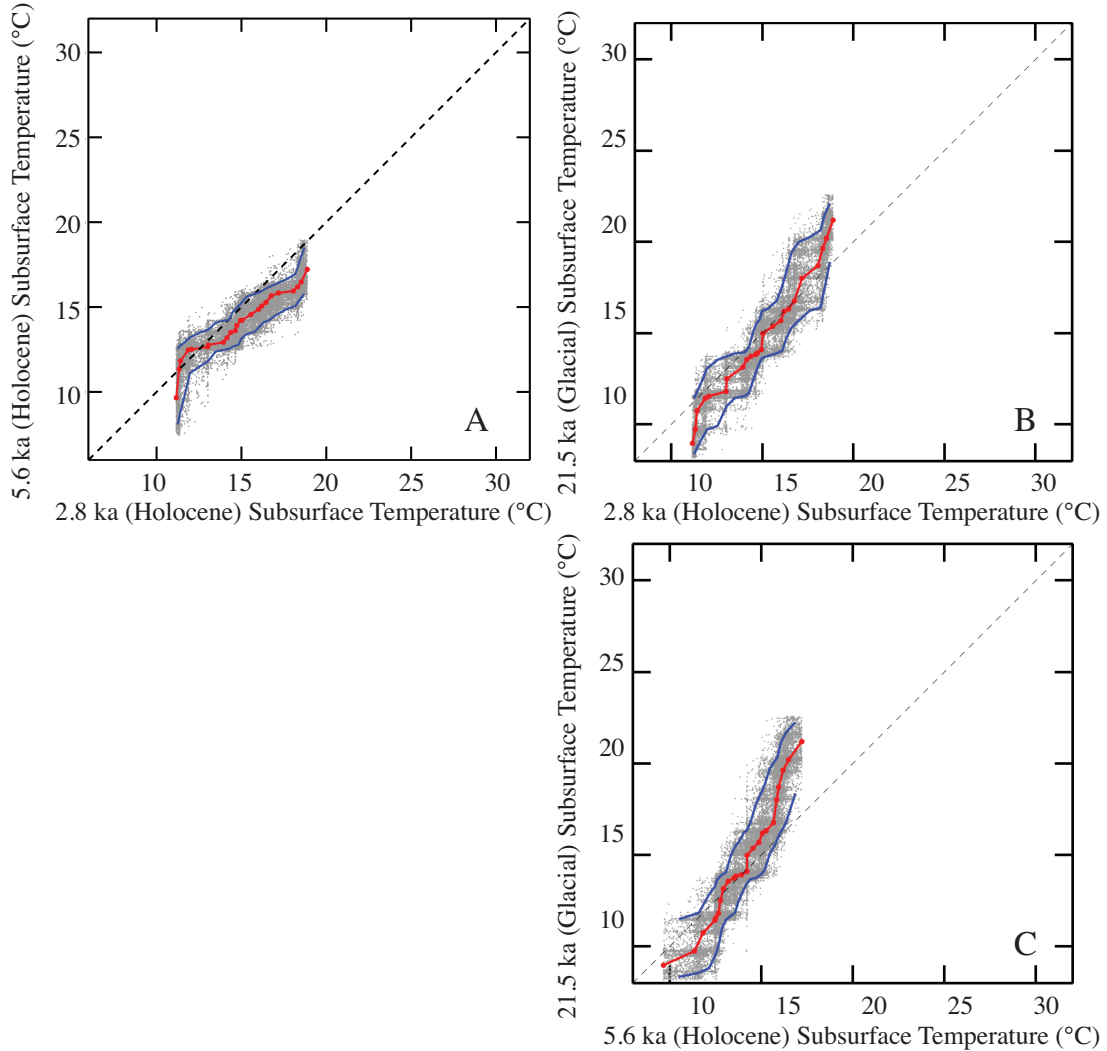 5.6 ka (Holocene) Subsurface Temperature (°C)
30
25
20
15
10
A
10 15 20 25 30
2.8 ka (Holocene) Subsurface Temperature (°C)
21.5 ka (Glacial) Subsurface Temperature (°C)
30
25
20
15
10
B
10 15 20 25 30
2.8 ka (Holocene) Subsurface Temperature (°C)
21.5 ka (Glacial) Subsurface Temperature (°C)
30
25
20
15
10
C
10 15 20 25 30
5.6 ka (Holocene) Subsurface Temperature (°C)